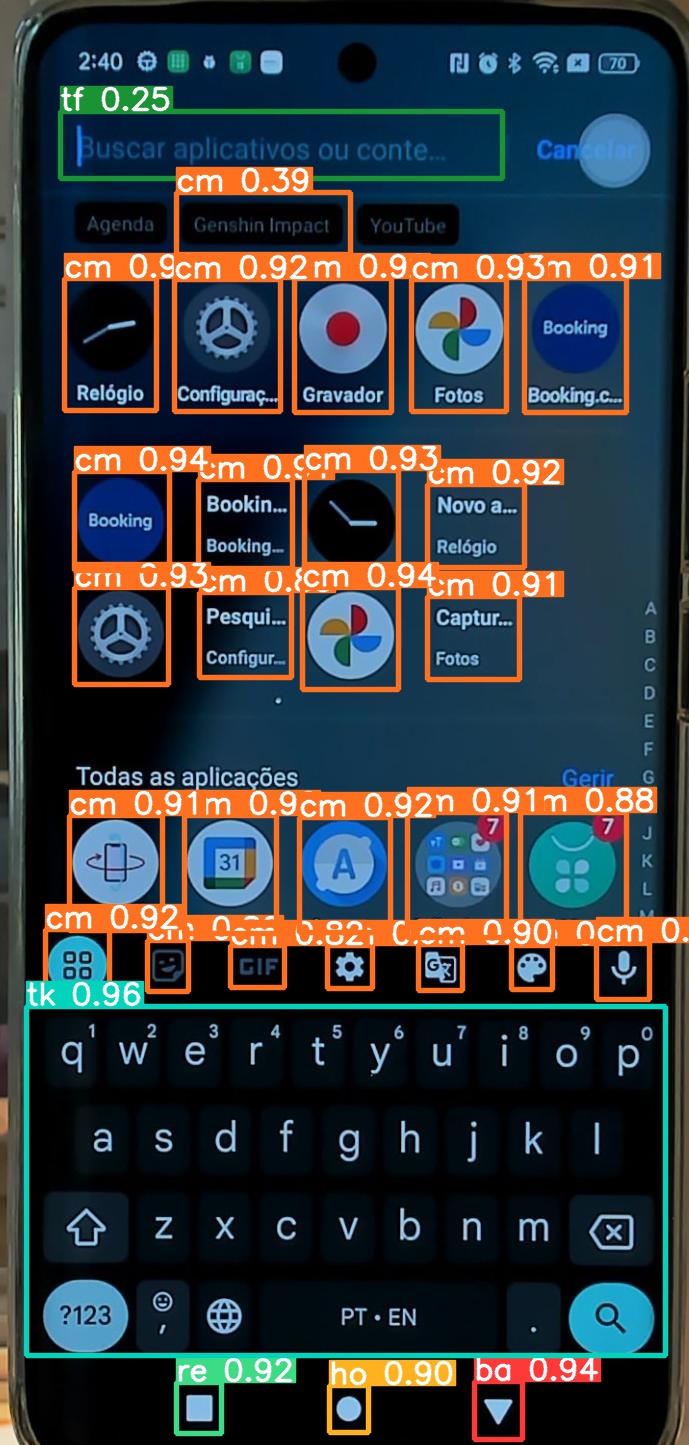 2:40 70
tf 0.25
Buscar aplicativos ou conte... Cancelar
cm 0.39
Agenda Genshin Impact YouTube
cm 0.9 cm 0.92 m 0.9 cm 0.93 m 0.91
Booking
Relógio Configuraç... Gravador Fotos Booking.c...
cm 0.94 cm 0.9 cm 0.93 cm 0.92
Booking Bookin... Novo a...
Booking... Relógio
cm 0.93 cm 0.8 cm 0.94 cm 0.91
Pesqui... Captur...
Configur... Fotos
A
B
C
D
E
F
G
Todas as aplicações Gerir
cm 0.91 m 0.9 cm 0.92 0.91 m 0.88
7 7
31 A
J
K
L
cm 0.92 cm 0.82 cm 0.90 cm 0.
GIF
tk 0.96
q1 w2 e3 r4 t5 y6 u7 i8 o9 p0
a s d f g h j k l
z x c v b n m
?123 , PT • EN .
re 0.92 ho 0.90 ba 0.94